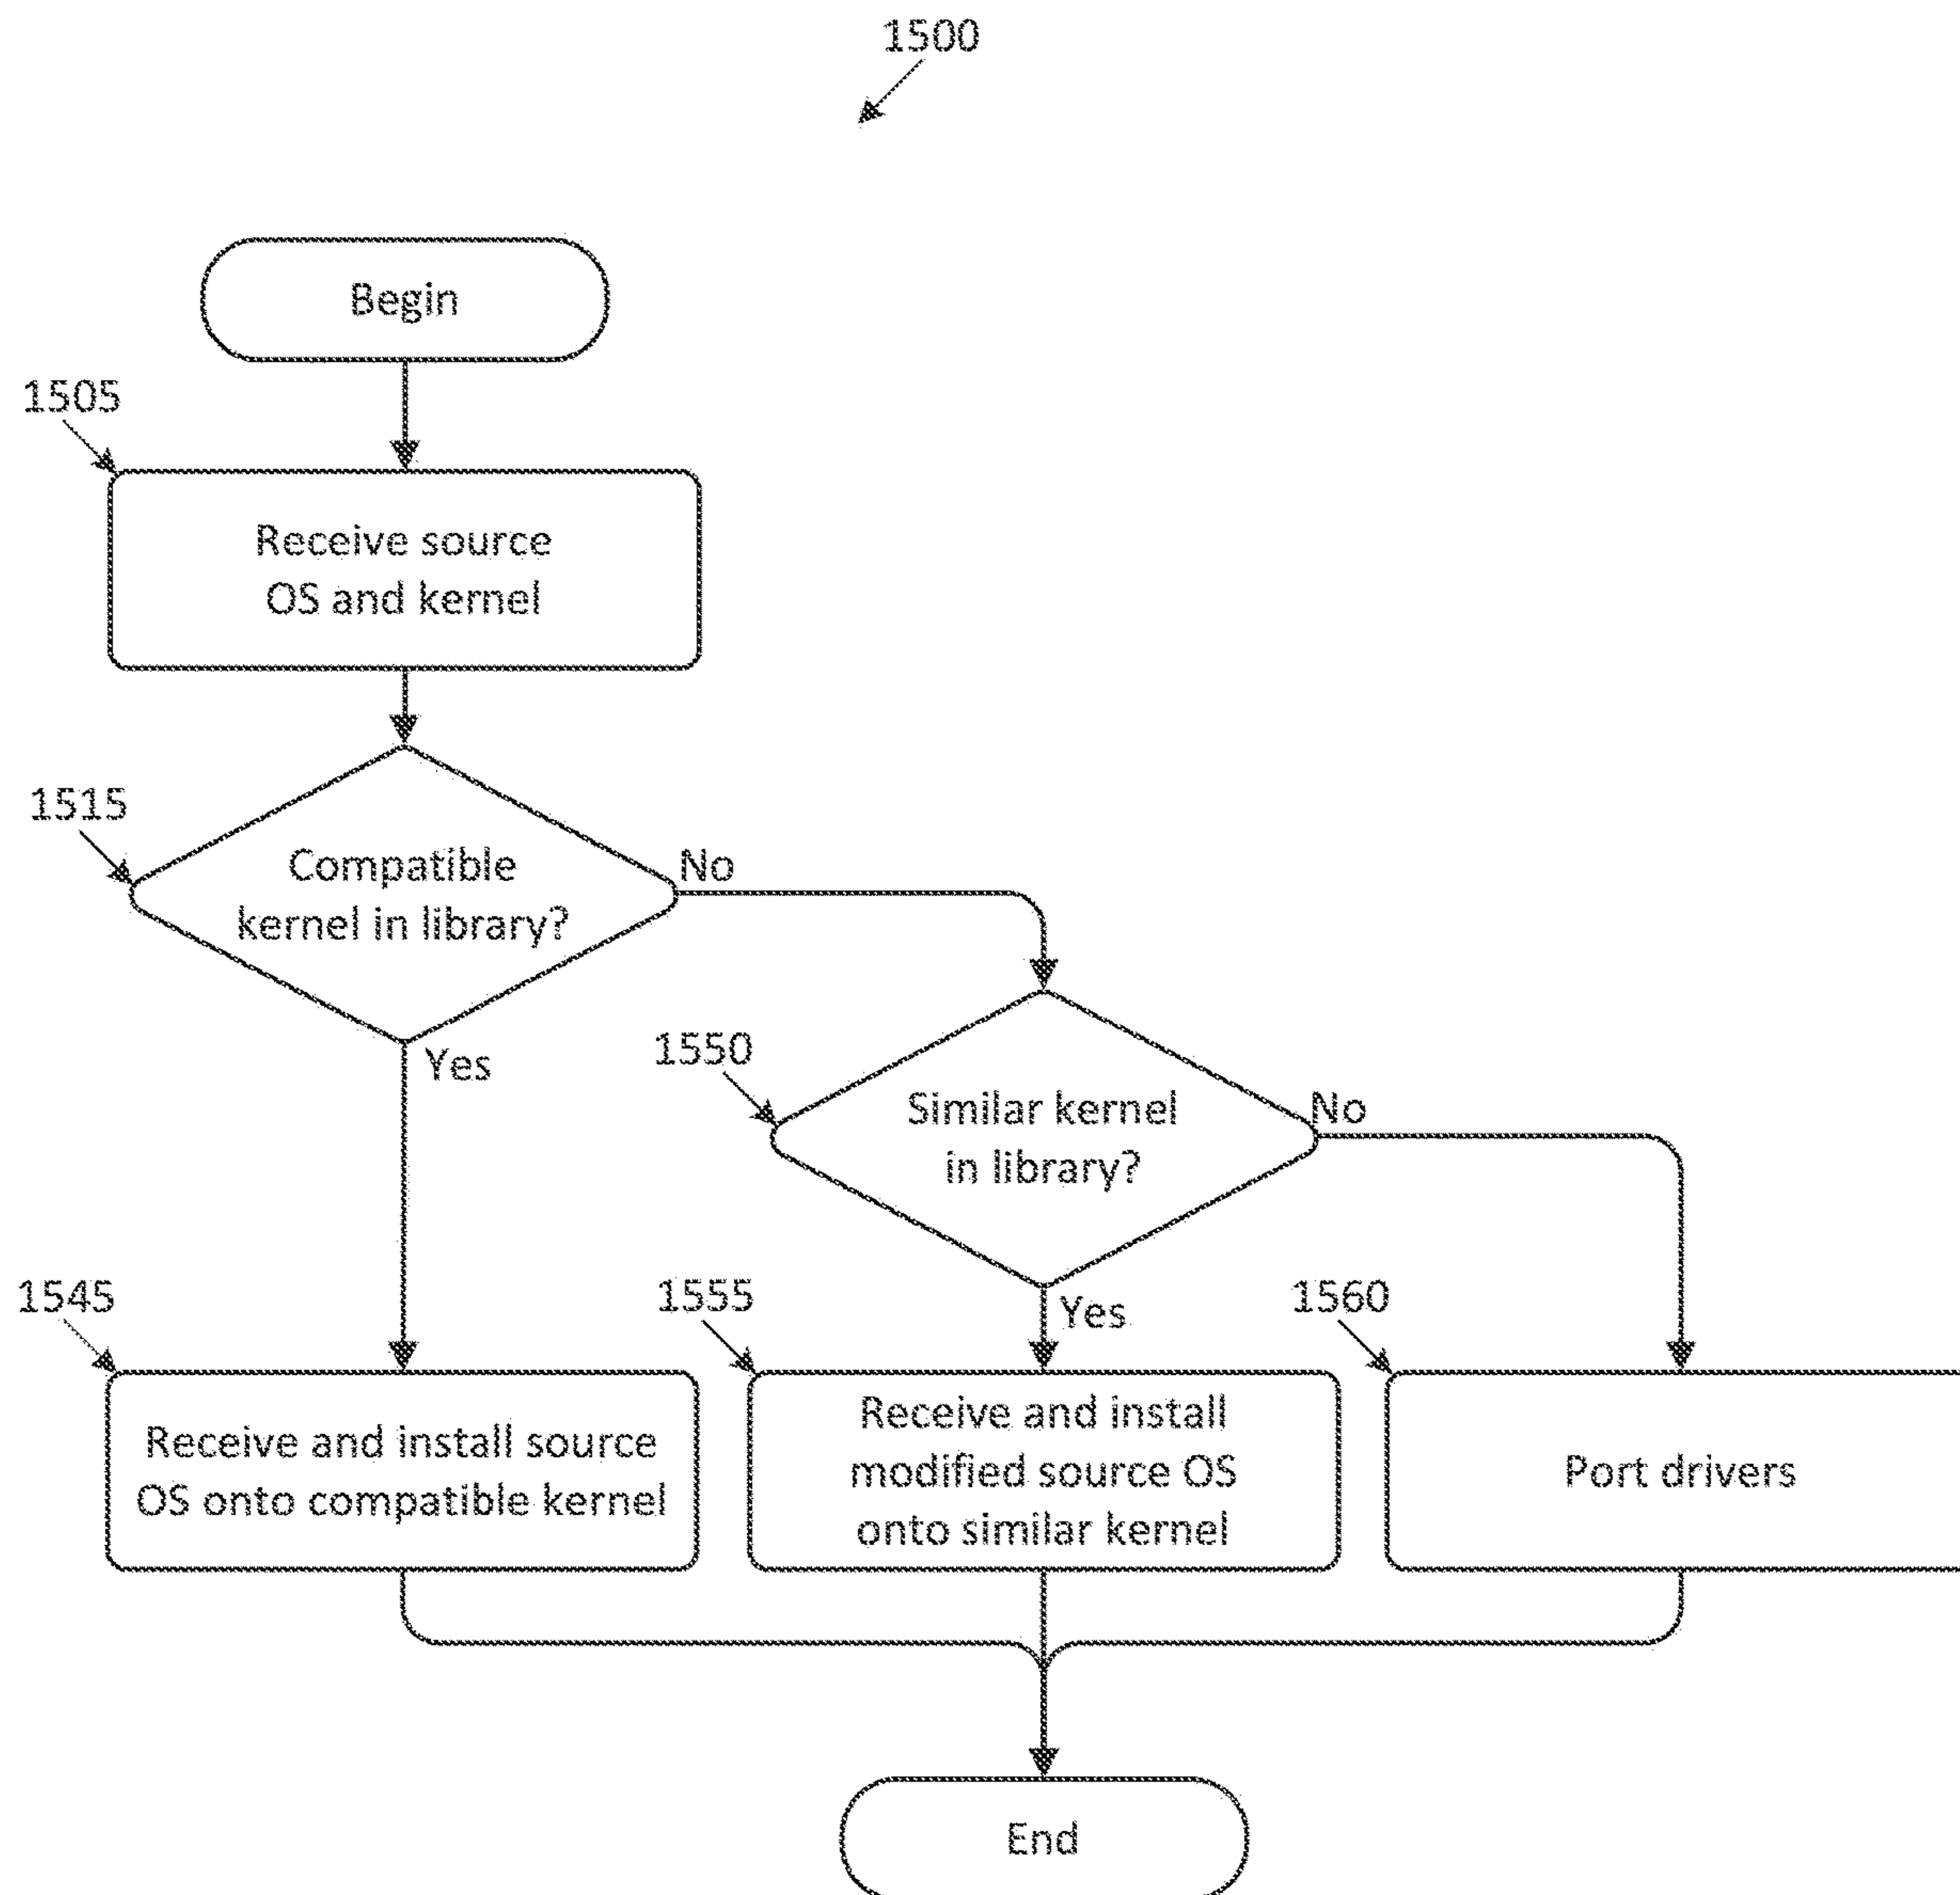 1500
Begin
1505
Receive source
OS and kernel
1515
Compatible
kernel in library?
No
Yes
1550
Similar kernel
in library?
No
Yes
1545
Receive and install source
OS onto compatible kernel
1555
Receive and install
modified source OS
onto similar kernel
1560
Port drivers
End